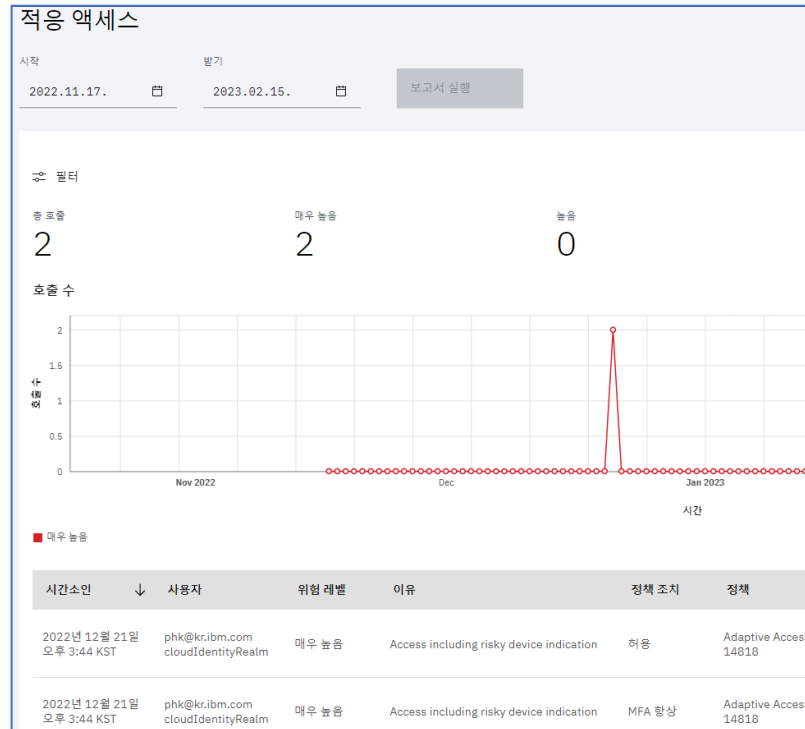 적응 액세스
시작
받기
2022.11.17.
2023.02.15.
보고서 실행
필터
총 호출
매우 높음
높음
2
2
0
호출 수
2
1.5
1
0.5
0
호출 수
Nov 2022
Dec
Jan 2023
시간
매우 높음
시간소인
사용자
위험 레벨
이유
정책 조치
정책
2022년 12월 21일
오후 3:44 KST
phk@kr.ibm.com
cloudIdentityRealm
매우 높음
Access including risky device indication
허용
Adaptive Access
14818
2022년 12월 21일
오후 3:44 KST
phk@kr.ibm.com
cloudIdentityRealm
매우 높음
Access including risky device indication
MFA 항상
Adaptive Access
14818